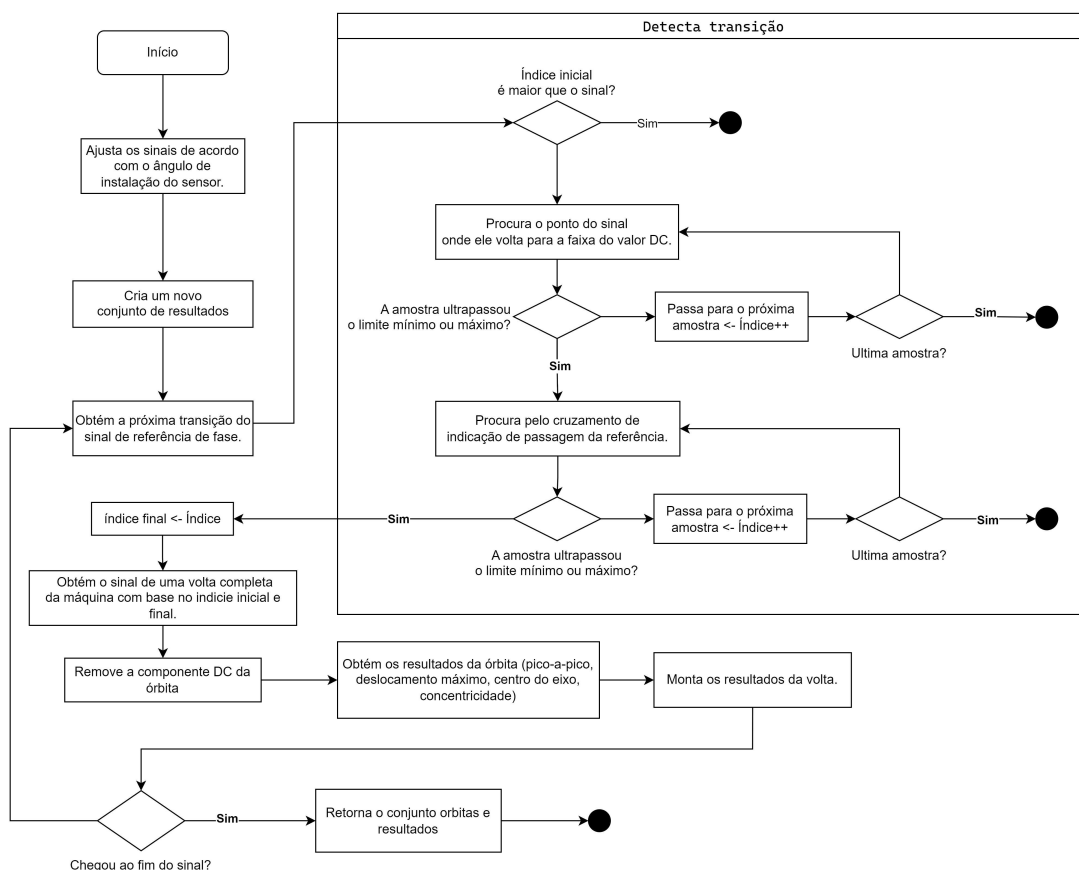 Detecta transição
Início
Índice inicial
é maior que o sinal?
Sim
Ajusta os sinais de acordo
com o ângulo de
instalação do sensor.
Procura o ponto do sinal
onde ele volta para a faixa do valor DC.
Cria um novo
conjunto de resultados
A amostra ultrapassou
o limite mínimo ou máximo?
Passa para o próxima
amostra <- Índice++
Sim
Ultima amostra?
Sim
Obtém a próxima transição do
sinal de referência de fase.
Procura pelo cruzamento de
indicação de passagem da referência.
índice final <- Índice
Sim
Passa para o próxima
amostra <- Índice++
Sim
A amostra ultrapassou
o limite mínimo ou máximo?
Ultima amostra?
Obtém o sinal de uma volta completa
da máquina com base no indicie inicial e
final.
Remove a componente DC da
órbita
Obtém os resultados da órbita (pico-a-pico,
deslocamento máximo, centro do eixo,
concentricidade)
Monta os resultados da volta.
Sim
Retorna o conjunto orbitas e
resultados
Chegou ao fim do sinal?